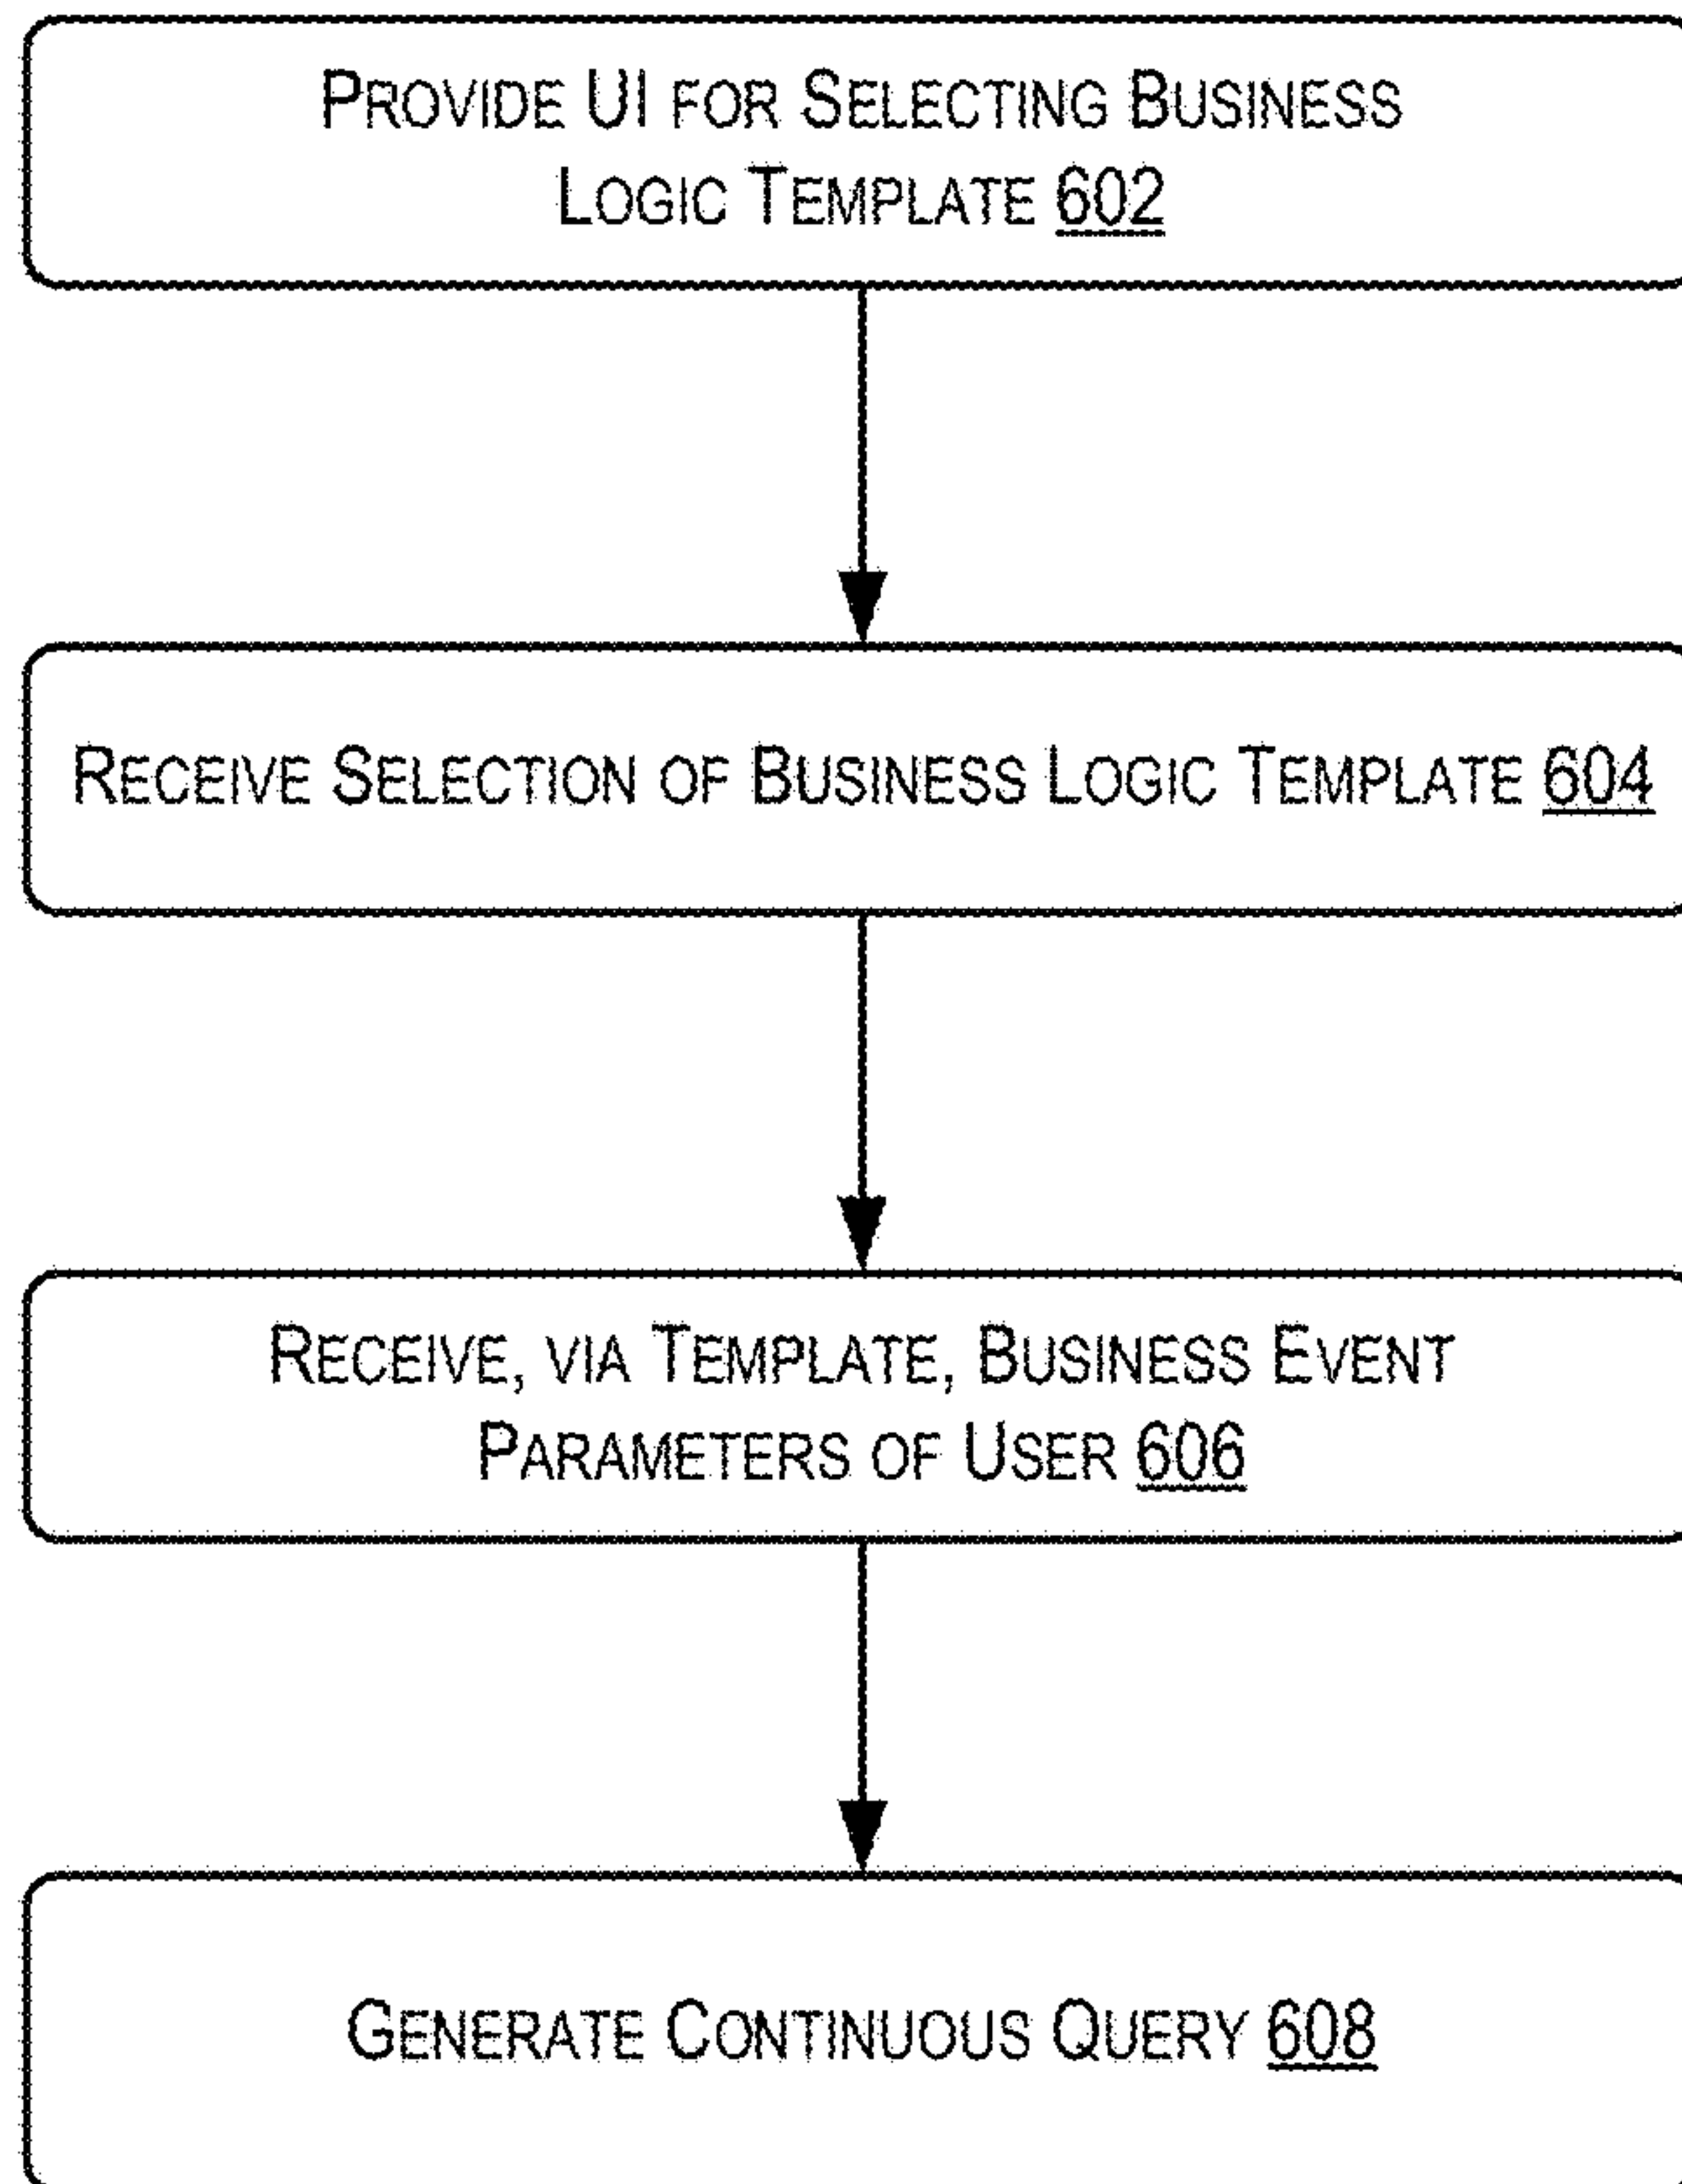 PROVIDE UI FOR SELECTING BUSINESS
LOGIC TEMPLATE 602
RECEIVE SELECTION OF BUSINESS LOGIC TEMPLATE 604
RECEIVE, VIA TEMPLATE, BUSINESS EVENT
PARAMETERS OF USER 606
GENERATE CONTINUOUS QUERY 608